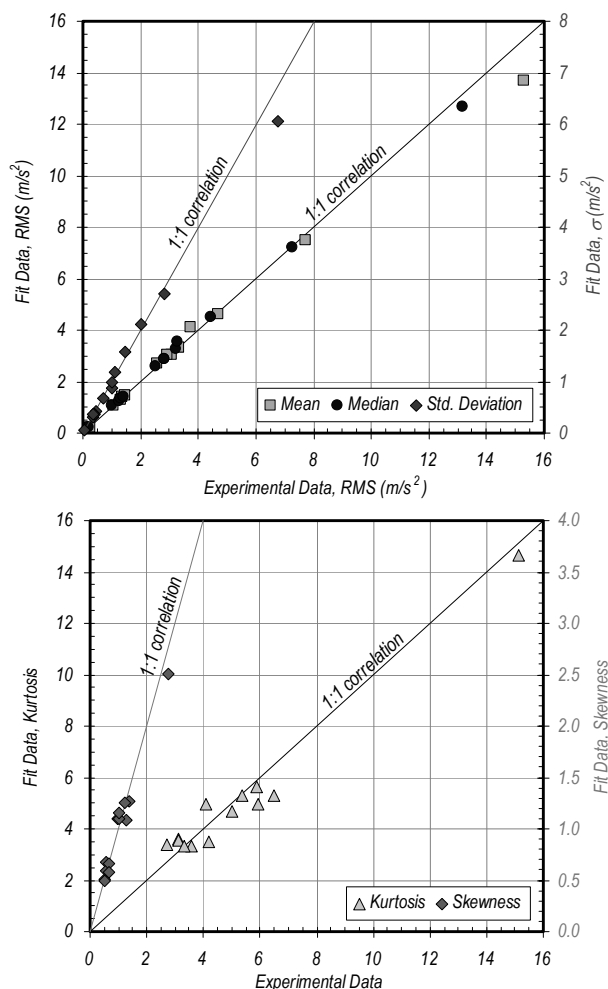 16
14
12
10
8
6
4
2
0
Fit Data, RMS (m/s²)
8
7
6
5
4
3
2
1
0
Fit Data, σ (m/s²)
1:1 correlation
1:1 correlation
Mean Median Std. Deviation
0 2 4 6 8 10 12 14 16
Experimental Data, RMS (m/s²)
16
14
12
10
8
6
4
2
0
Fit Data, Kurtosis
4.0
3.5
3.0
2.5
2.0
1.5
1.0
0.5
0.0
Fit Data. Skewness
1:1 correlation
1:1 correlation
Kurtosis Skewness
0 2 4 6 8 10 12 14 16
Experimental Data